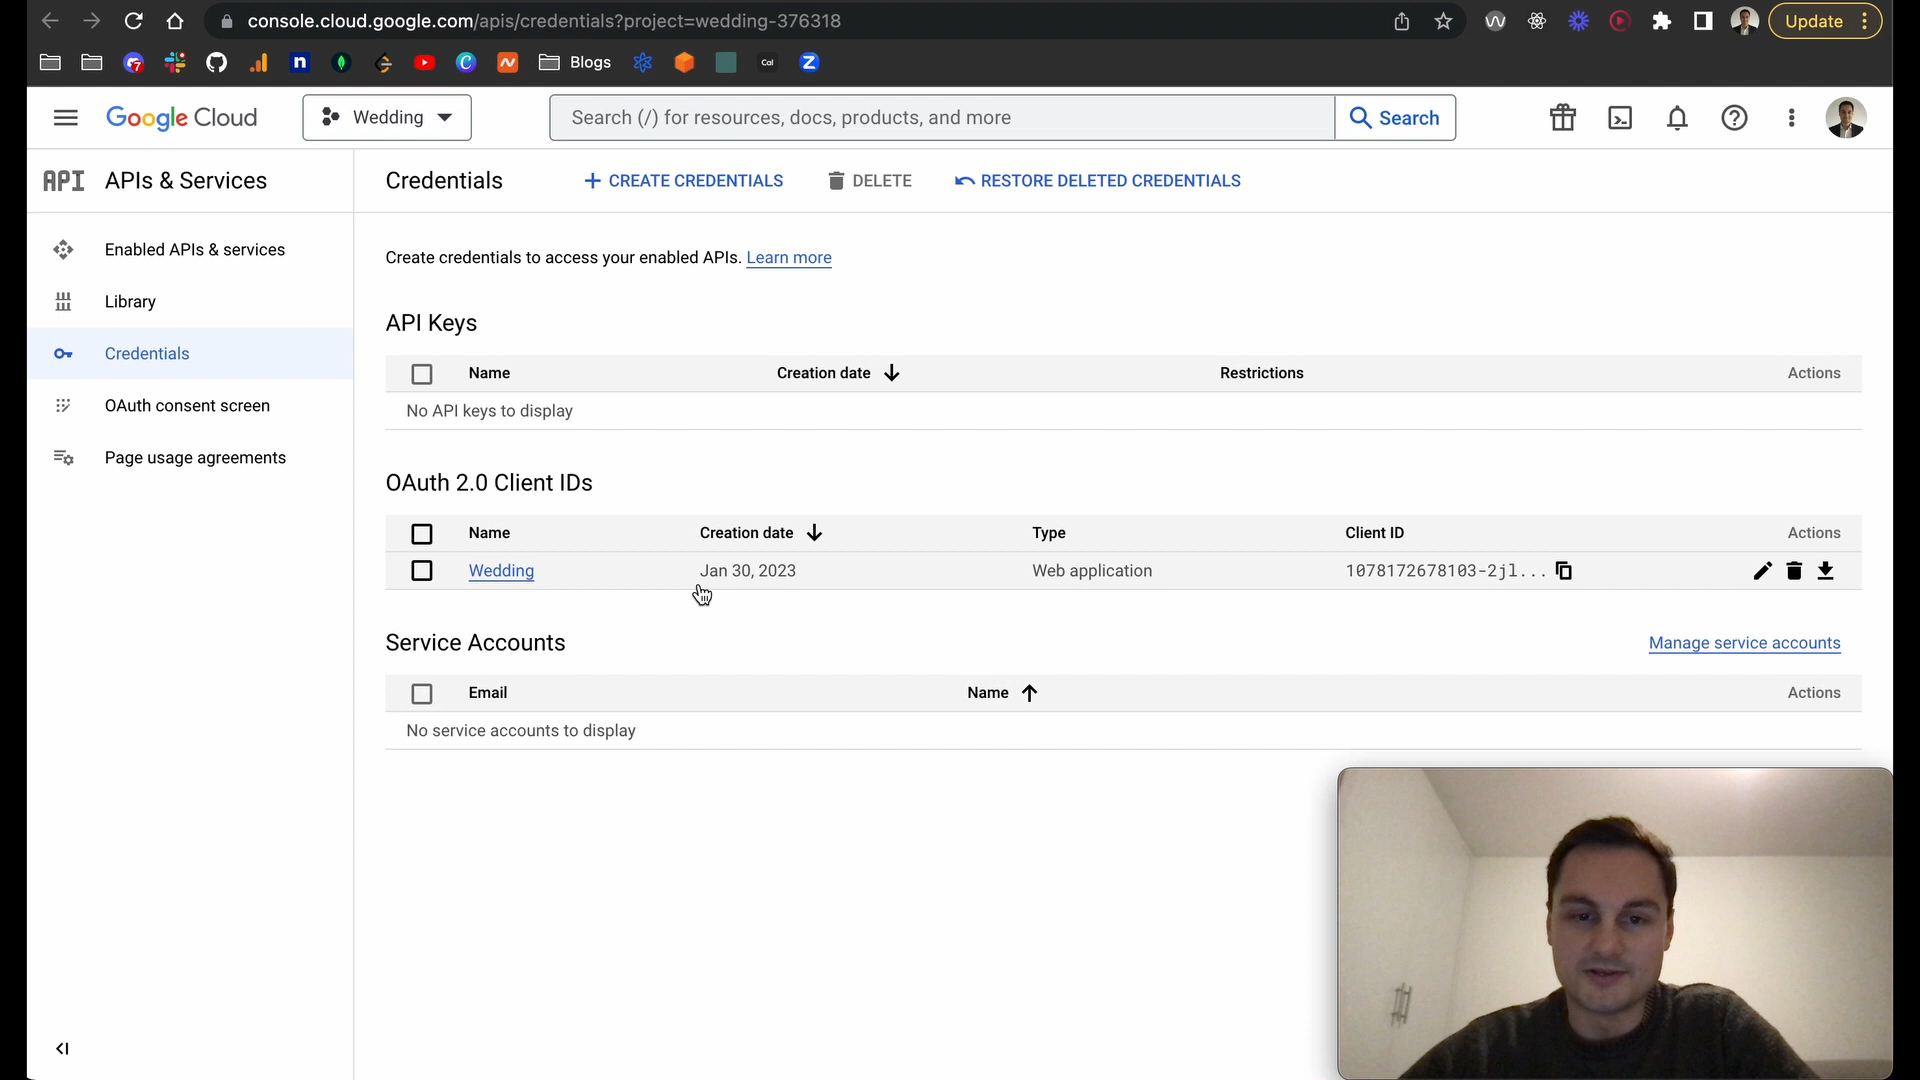 console.cloud.google.com/apis/credentials?project=wedding-376318
Update
7
n
C
Blogs
Cal
Z
Google Cloud
Wedding
Search (/) for resources, docs, products, and more
Search
API
APIs & Services
Credentials
CREATE CREDENTIALS
DELETE
RESTORE DELETED CREDENTIALS
Enabled APIs & services
Library
Credentials
OAuth consent screen
Page usage agreements
Create credentials to access your enabled APIs. Learn more
API Keys
Name Creation date Restrictions Actions
No API keys to display
OAuth 2.0 Client IDs
Name Creation date Type Client ID Actions
Wedding Jan 30, 2023 Web application 1078172678103-2jl...
Service Accounts
Manage service accounts
Email Name Actions
No service accounts to display